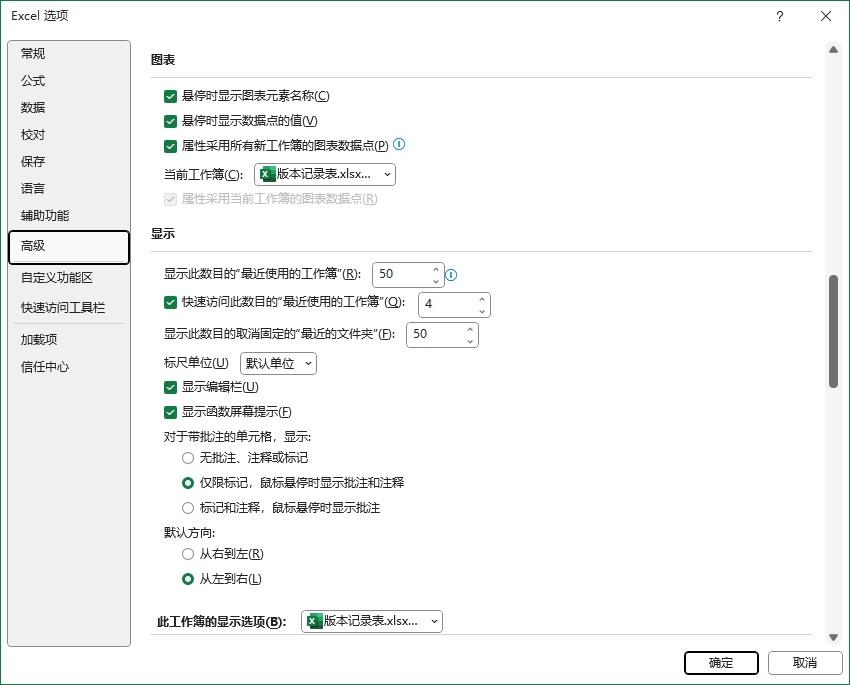 Excel 选项
常规
公式
数据
校对
保存
语言
辅助功能
高级
自定义功能区
快速访问工具栏
加载项
信任中心
图表
悬停时显示图表元素名称(C)
悬停时显示数据点的值(V)
属性采用所有新工作簿的图表数据点(P)
当前工作簿(C): 版本记录表.xlsx...
属性采用当前工作簿的图表数据点(R)
显示
显示此数目的"最近使用的工作簿"(R): 50
快速访问此数目的"最近使用的工作簿"(Q): 4
显示此数目的取消固定的"最近的文件夹"(F): 50
标尺单位(U) 默认单位
显示编辑栏(U)
显示函数屏幕提示(F)
对于带批注的单元格，显示:
无批注、注释或标记
仅限标记，鼠标悬停时显示批注和注释
标记和注释，鼠标悬停时显示批注
默认方向:
从右到左(R)
从左到右(L)
此工作簿的显示选项(B): 版本记录表.xlsx...
确定 取消